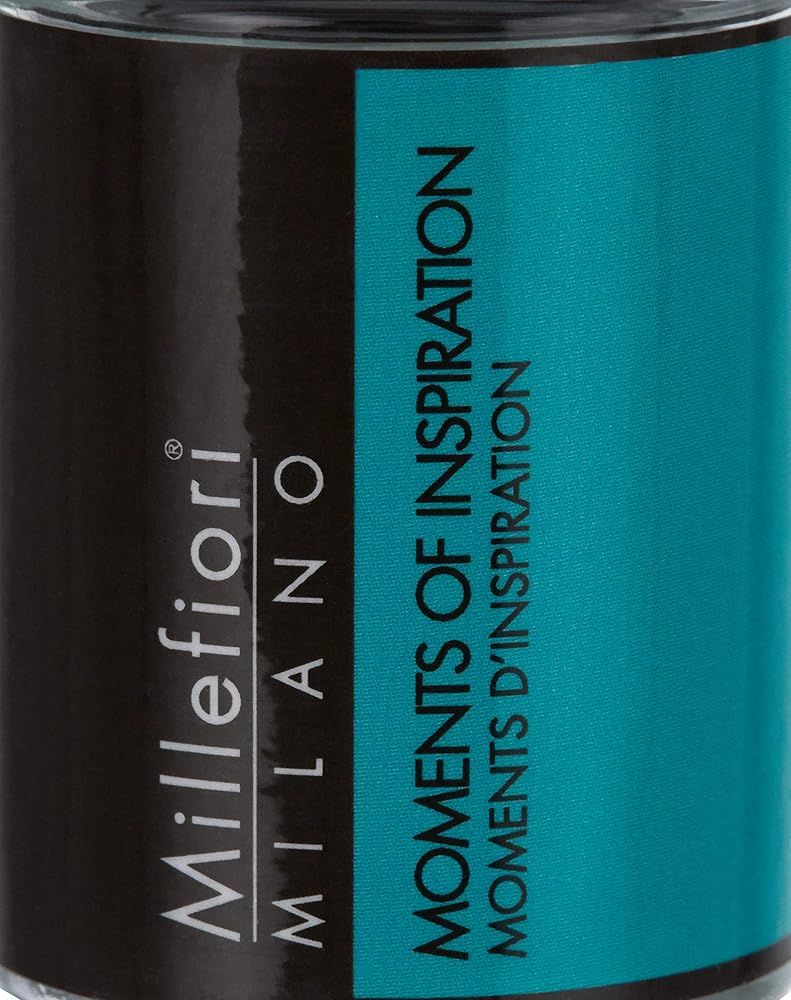 Millefiori®
MILANO
MOMENTS OF INSPIRATION
MOMENTS D'INSPIRATION